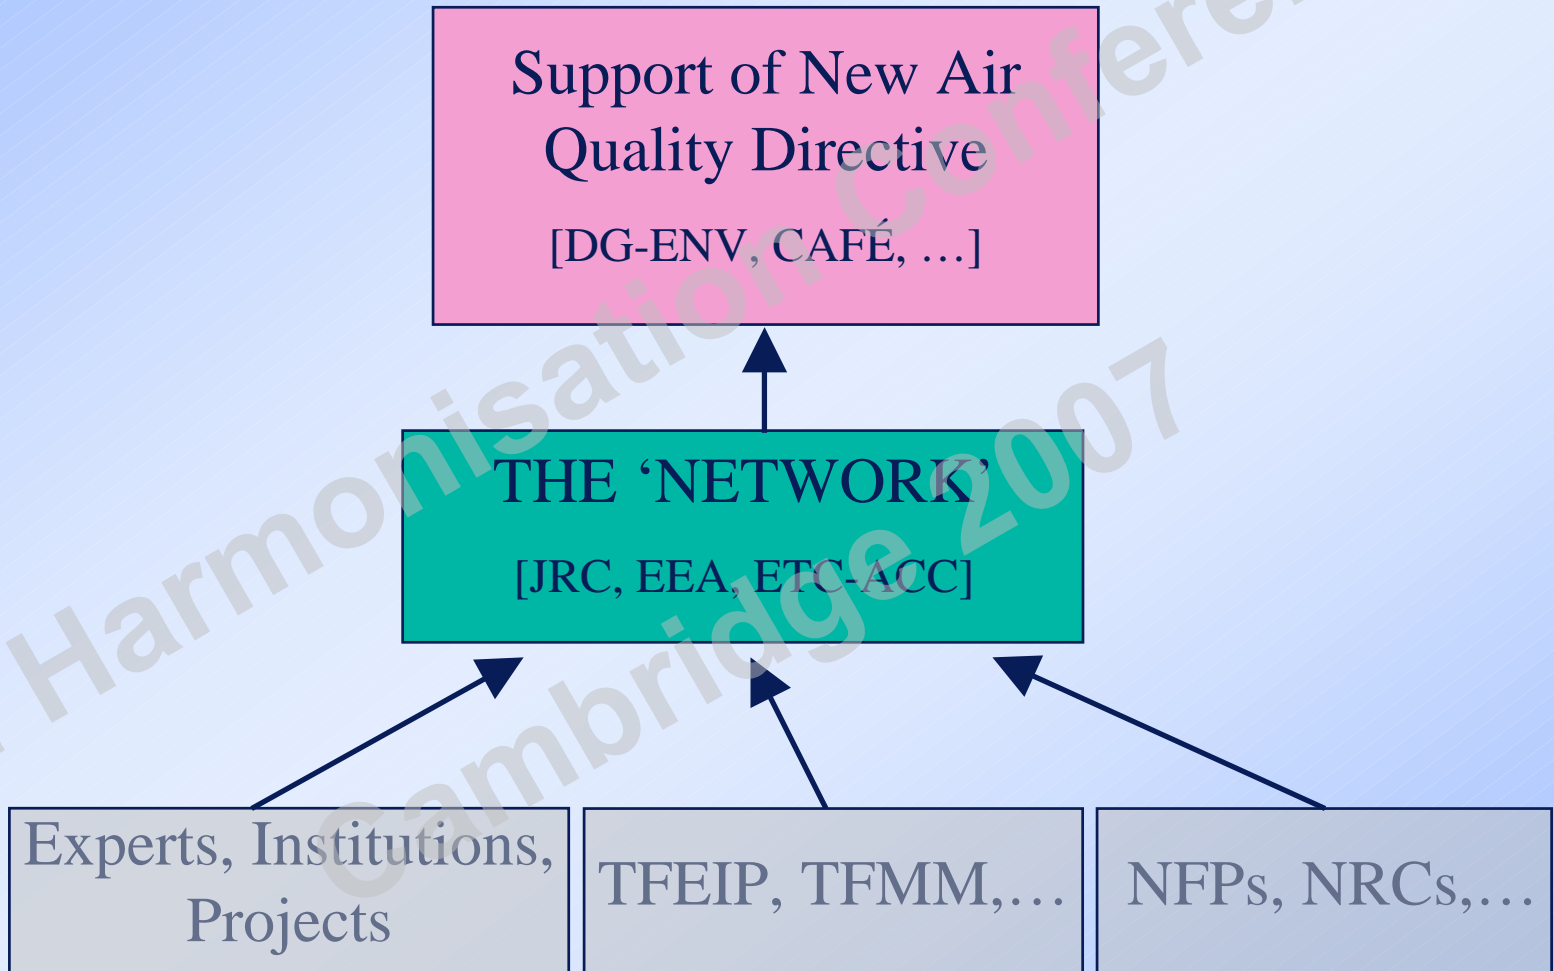 Support of New Air
Quality Directive
[DG-ENV, CAFÉ, …]
THE ‘NETWORK’
[JRC, EEA, ETC-ACC]
Experts, Institutions,
Projects
TFEIP, TFMM,…
NFPs, NRCs,…
Harmonisation Confere
Cambridge 2007